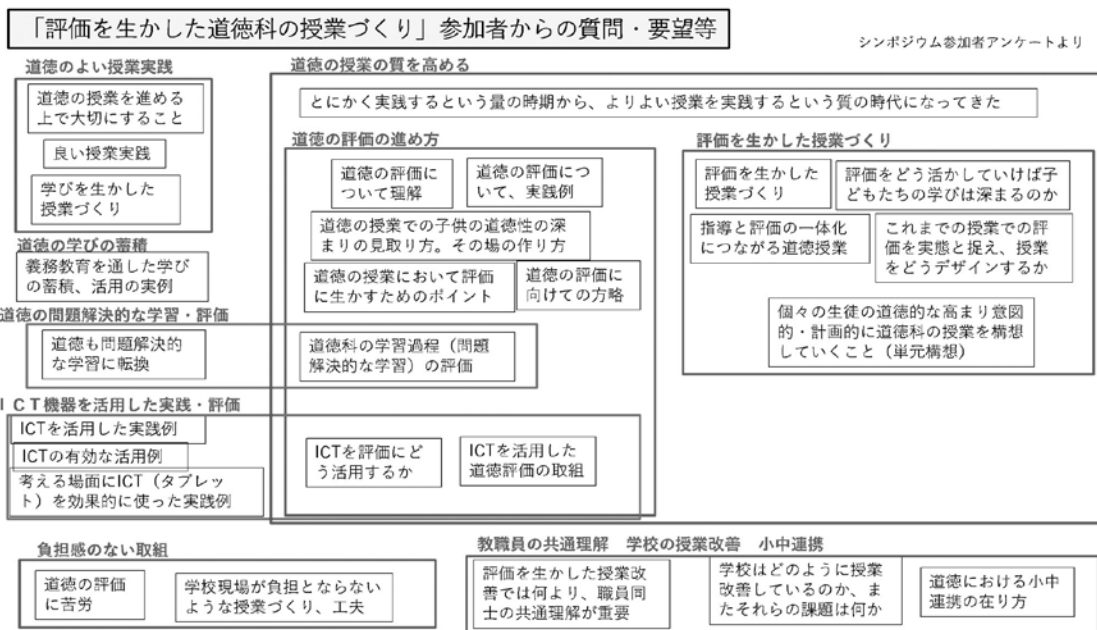 「評価を生かした道徳科の授業づくり」参加者からの質問・要望等
シンポジウム参加者アンケートより
道徳のよい授業実践
道徳の授業を進める
上で大切にすること
良い授業実践
学びを生かした
授業づくり
道徳の学びの蓄積
義務教育を通した学び
の蓄積、活用の実例
道徳の授業の質を高める
とにかく実践するという量の時期から、よりよい授業を実践するという質の時代になってきた
道徳の評価の進め方
道徳の評価に
ついて理解
道徳の評価につ
いて、実践例
道徳の授業での子供の道徳性の深
まりの見取り方。その場の作り方
道徳の授業において評価
に生かすためのポイント
道徳の評価に
向けての方略
評価を生かした授業づくり
評価を生かした
授業づくり
評価をどう活かしていけば子
どもたちの学びは深まるのか
指導と評価の一体化
につながる道徳授業
これまでの授業での評
価を実態と捉え、授業
をどうデザインするか
個々の生徒の道徳的な高まり意図
的・計画的に道徳科の授業を構想
していくこと（単元構想）
道徳の問題解決的な学習・評価
道徳も問題解決的
な学習に転換
道徳科の学習過程（問題
解決的な学習）の評価
ＩＣＴ機器を活用した実践・評価
ICTを活用した実践例
ICTの有効な活用例
考える場面にICT（タブレッ
ト）を効果的に使った実践例
ICTを評価にど
う活用するか
ICTを活用した
道徳評価の取組
負担感のない取組
道徳の評価
に苦労
学校現場が負担とならない
ような授業づくり、工夫
教職員の共通理解　学校の授業改善　小中連携
評価を生かした授業改
善では何より、職員同
士の共通理解が重要
学校はどのように授業
改善しているのか、ま
たそれらの課題は何か
道徳における小中
連携の在り方